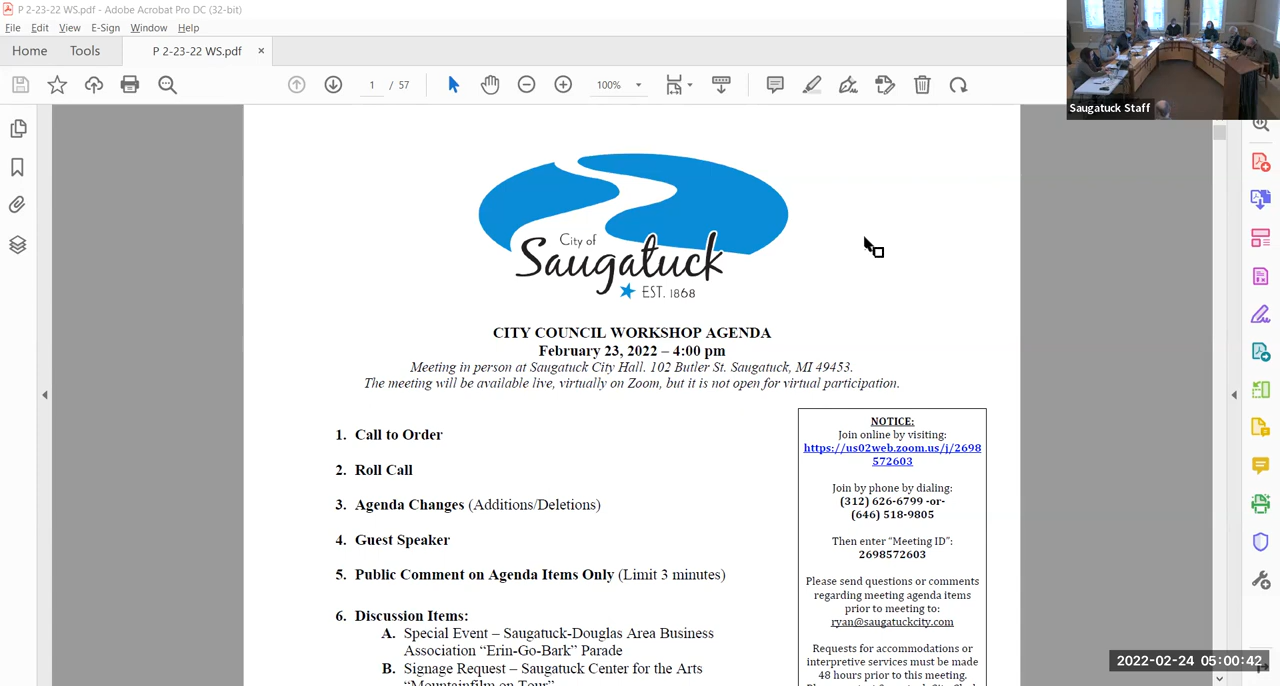 P 2-23-22 WS.pdf - Adobe Acrobat Pro DC (32-bit)
File Edit View E-Sign Window Help
Home Tools P 2-23-22 WS.pdf ×
1 / 57 100%
Saugatuck Staff
City of
Saugatuck
EST. 1868
CITY COUNCIL WORKSHOP AGENDA
February 23, 2022 – 4:00 pm
Meeting in person at Saugatuck City Hall. 102 Butler St. Saugatuck, MI 49453.
The meeting will be available live, virtually on Zoom, but it is not open for virtual participation.
1. Call to Order
2. Roll Call
3. Agenda Changes (Additions/Deletions)
4. Guest Speaker
5. Public Comment on Agenda Items Only (Limit 3 minutes)
6. Discussion Items:
A. Special Event – Saugatuck-Douglas Area Business
Association “Erin-Go-Bark” Parade
B. Signage Request – Saugatuck Center for the Arts
“Mountainfilm on Tour”
NOTICE:
Join online by visiting:
https://us02web.zoom.us/j/2698
572603
Join by phone by dialing:
(312) 626-6799 -or-
(646) 518-9805
Then enter “Meeting ID”:
2698572603
Please send questions or comments
regarding meeting agenda items
prior to meeting to:
ryan@saugatuckcity.com
Requests for accommodations or
interpretive services must be made
48 hours prior to this meeting.
2022-02-24 05:00:42